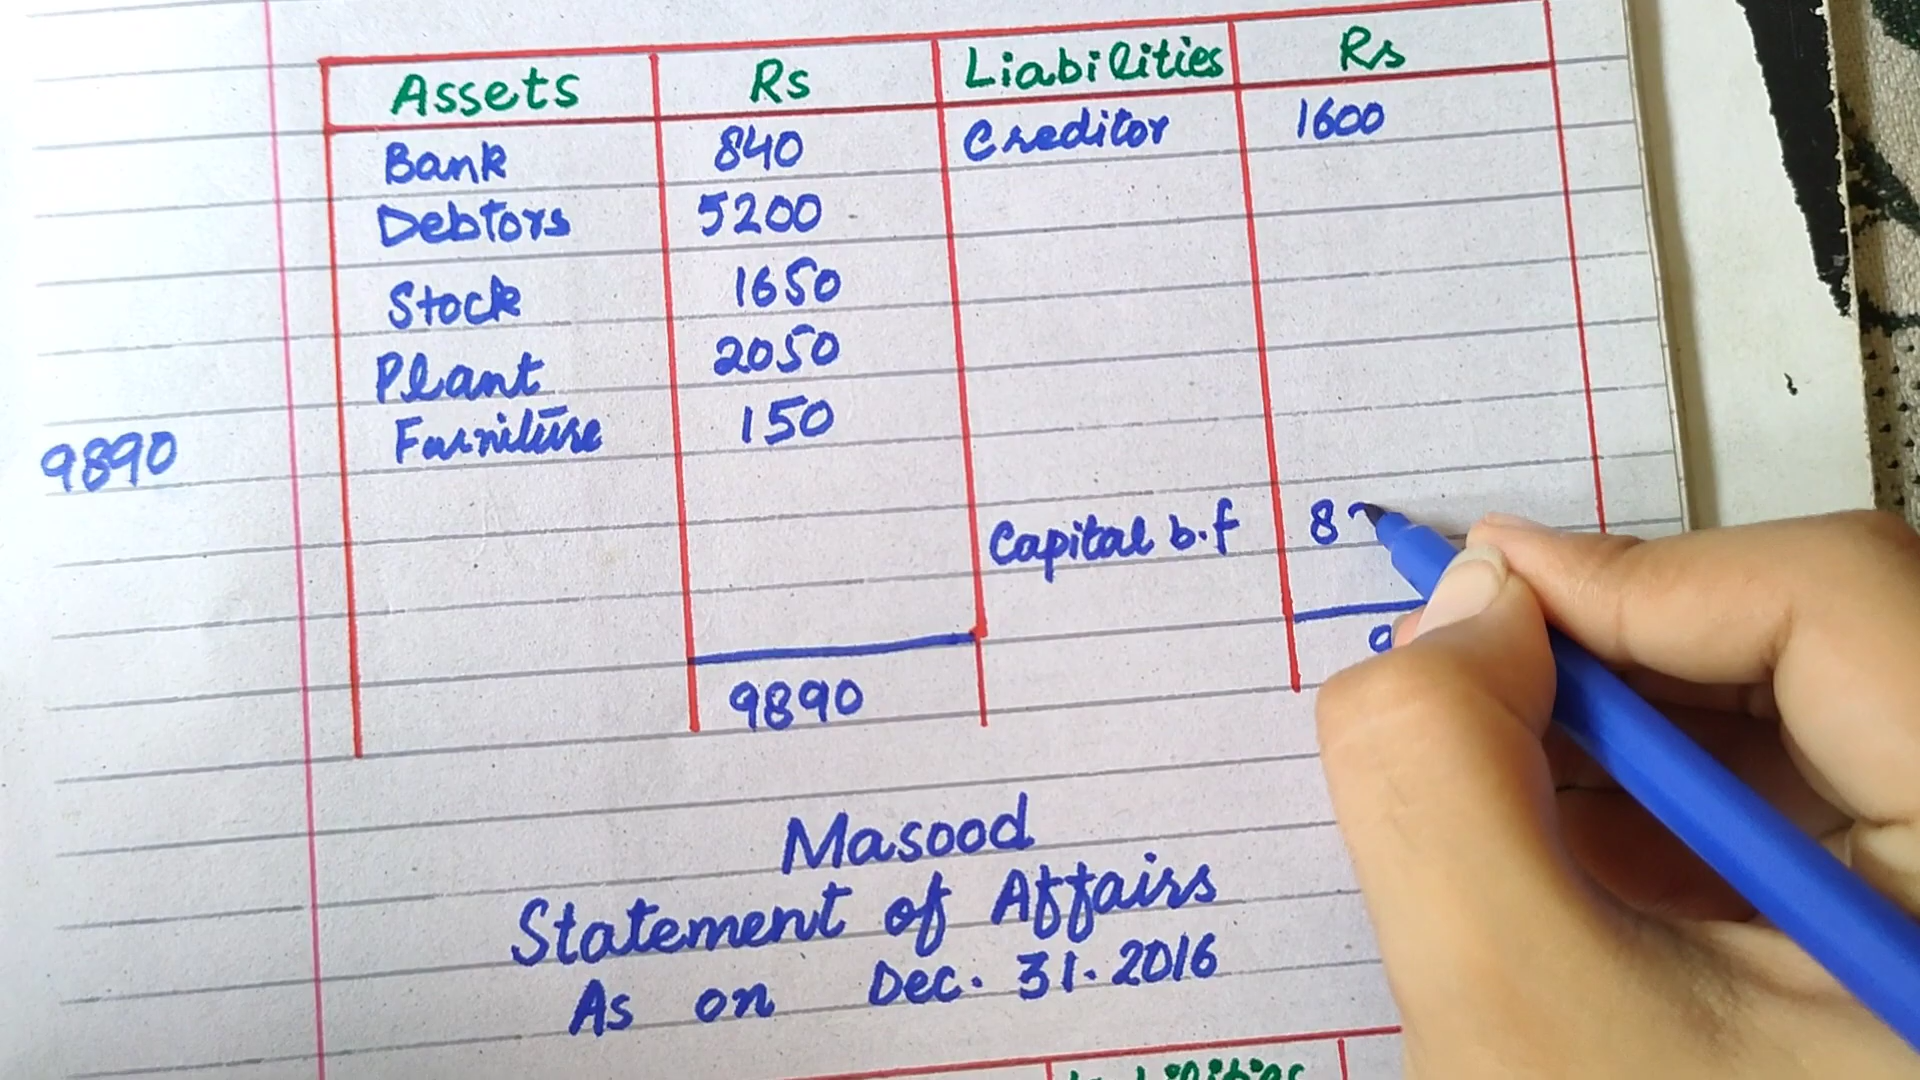 Assets Rs Liabilities Rs
Bank 840 Creditor 1600
Debtors 5200
Stock 1650
Plant 2050
9890 Furniture 150
Capital b.f 8
9890 9
Masood
Statement of Affairs
As on Dec. 31.2016